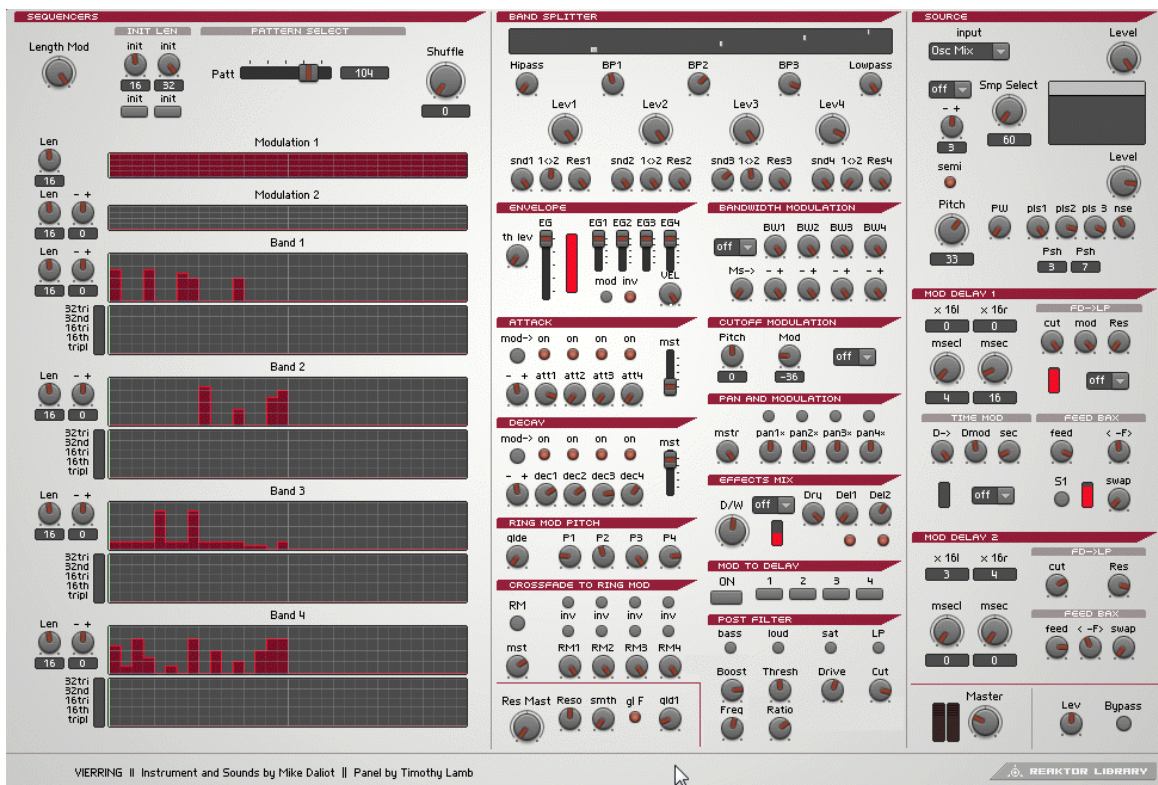 SEQUENCERS
INIT LEN
PATTERN SELECT
Length Mod
init init
16 32
init init
Patt 104
Shuffle
0
Len
16
Modulation 1
Len - +
16 0
Modulation 2
Len - +
16 0
Band 1
32tri
32nd
16tri
16th
tripl
Len - +
16 0
Band 2
32tri
32nd
16tri
16th
tripl
Len - +
16 0
Band 3
32tri
32nd
16tri
16th
tripl
Len - +
16 0
Band 4
32tri
32nd
16tri
16th
tripl
BAND SPLITTER
Hipass BP1 BP2 BP3 Lowpass
Lev1 Lev2 Lev3 Lev4
snd1 1<>2 Res1 snd2 1<>2 Res2 snd3 1<>2 Res3 snd4 1<>2 Res4
ENVELOPE
EG EG1 EG2 EG3 EG4
th lev
mod inv VEL
ATTACK
mod-> on on on on mst
- + att1 att2 att3 att4
DECAY
mod-> on on on on mst
- + dec1 dec2 dec3 dec4
RING MOD PITCH
glde P1 P2 P3 P4
CROSSFADE TO RING MOD
RM inv inv inv inv
mst RM1 RM2 RM3 RM4
Res Mast Reso smth gl F gld1
BANDWIDTH MODULATION
off BW1 BW2 BW3 BW4
Ms-> - + - + - + - +
CUTOFF MODULATION
Pitch Mod
off
0 -36
PAN AND MODULATION
mstr pan1x pan2x pan3x pan4x
EFFECTS MIX
D/W off Dry Del1 Del2
MOD TO DELAY
ON 1 2 3 4
POST FILTER
bass loud sat LP
Boost Thresh Drive Cut
Freq Ratio
SOURCE
input Level
Osc Mix
off Smp Select
- +
3 60
semi Level
Pitch PW pls1 pls2 pls 3 nse
33
Psh Psh
3 7
MOD DELAY 1
x 16l x 16r FD->LP
0 0 cut mod Res
msecl msec
off
4 16
TIME MOD FEED BAX
D-> Dmod sec feed < -F>
off S1 swap
MOD DELAY 2
x 16l x 16r FD->LP
3 4 cut Res
msecl msec FEED BAX
feed < -F> swap
0 0
Master Lev Bypass
VIERRING || Instrument and Sounds by Mike Daliot || Panel by Timothy Lamb
REAKTOR LIBRARY